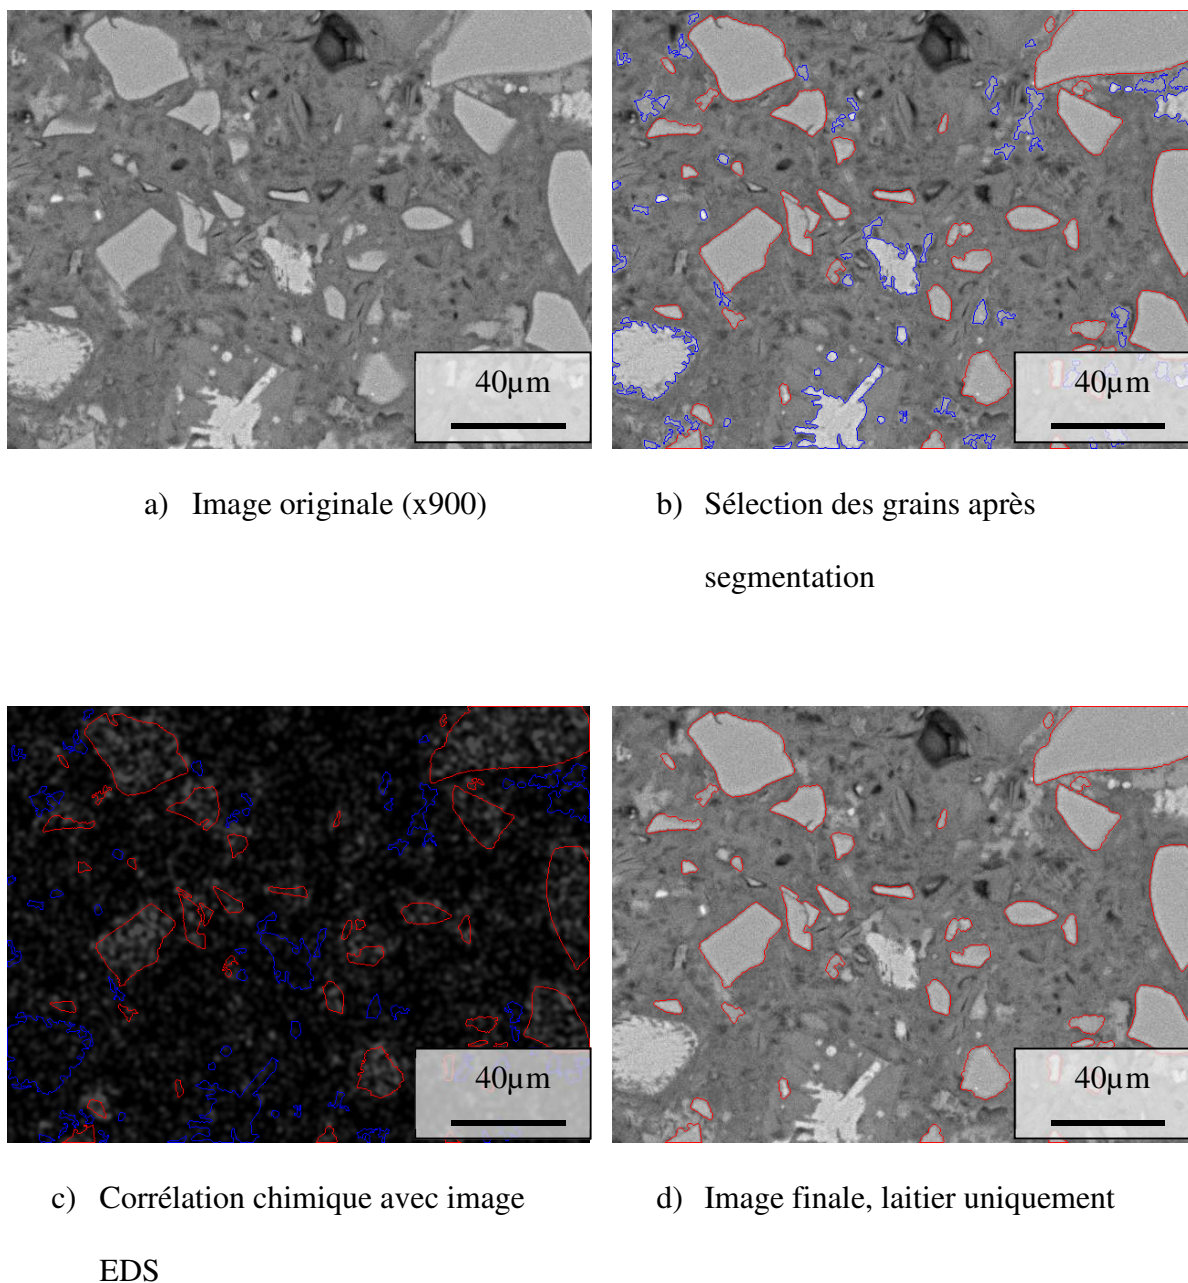 40µm
40µm
a) Image originale (x900)
b) Sélection des grains après
segmentation
40µm
40µm
c) Corrélation chimique avec image
EDS
d) Image finale, laitier uniquement